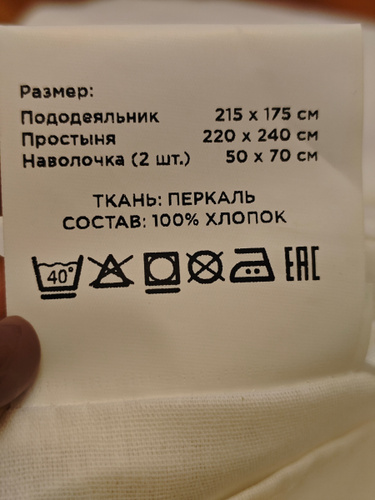 Размер:
Пододеяльник 215 х 175 см
Простыня 220 х 240 см
Наволочка (2 шт.) 50 х 70 см
ТКАНЬ: ПЕРКАЛЬ
СОСТАВ: 100% ХЛОПОК
40° ЕАС